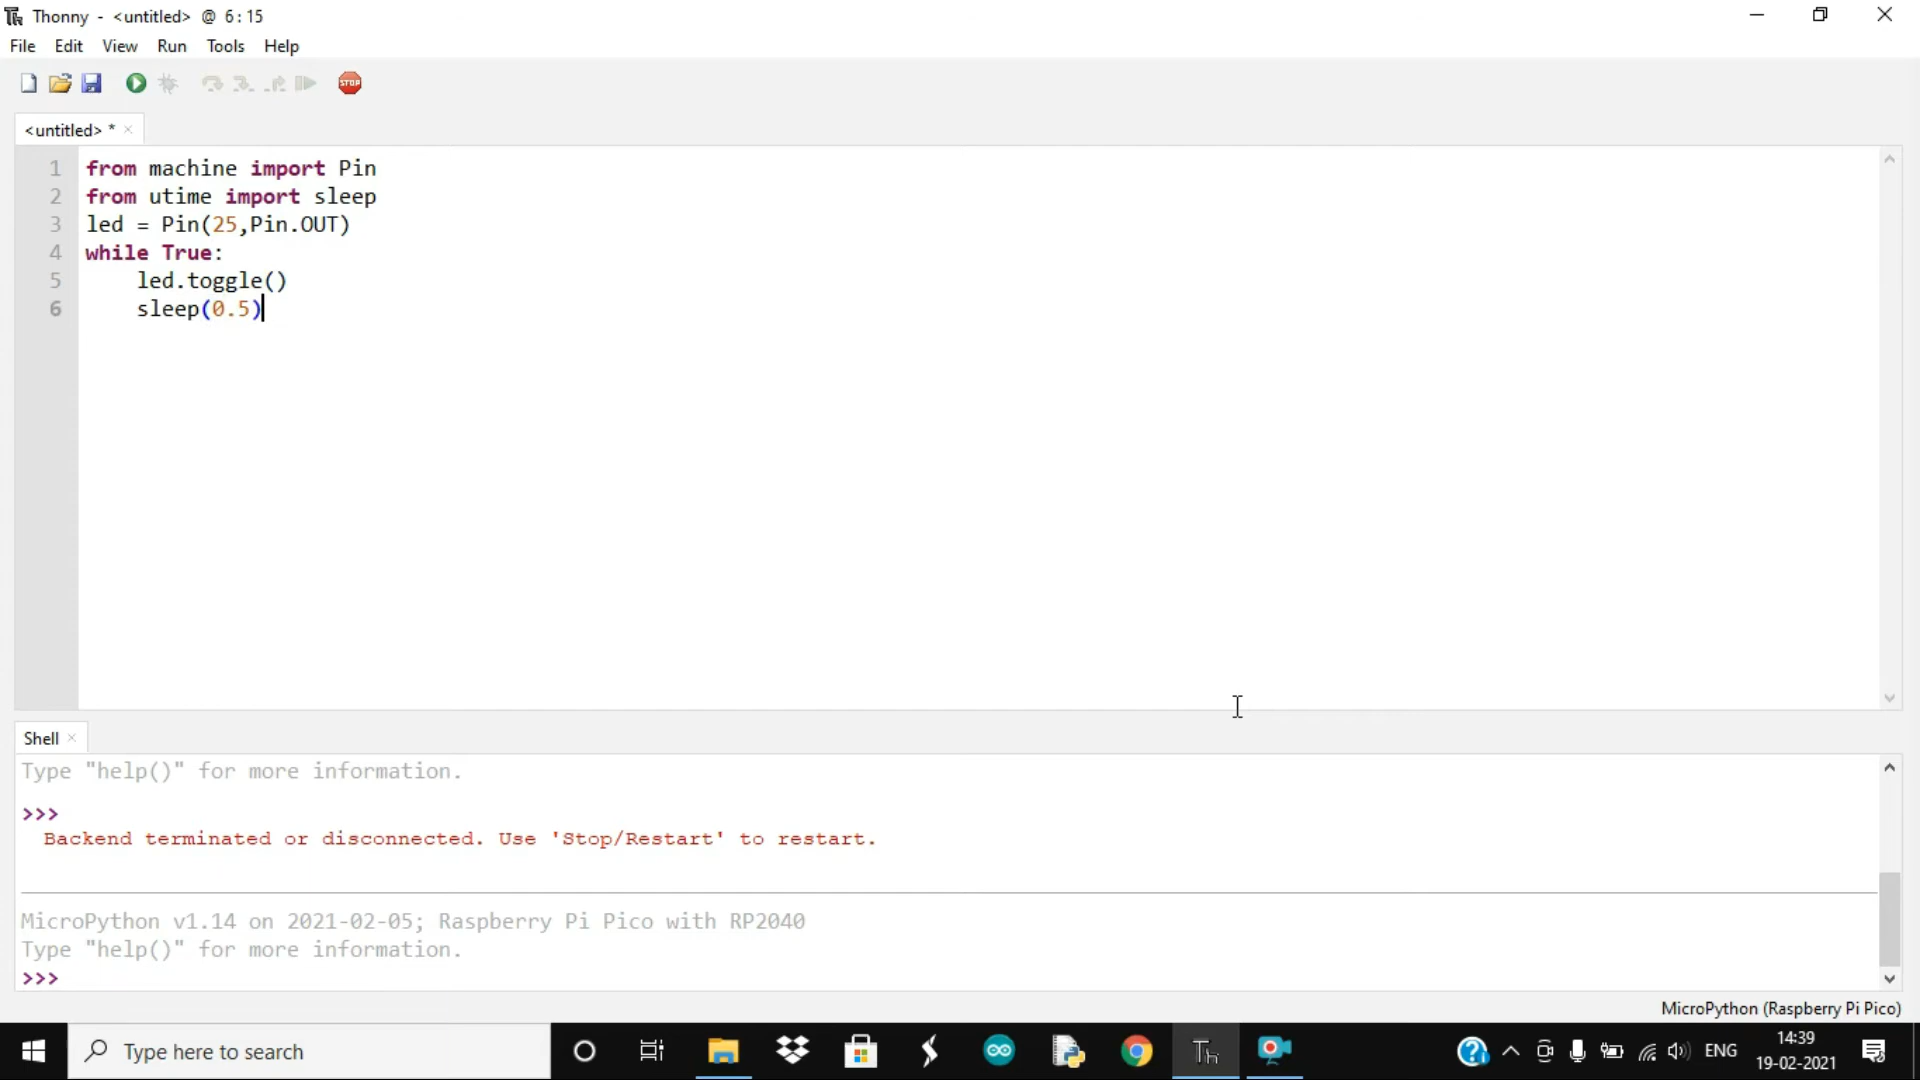 Thonny - <untitled> @ 6:15
File Edit View Run Tools Help
STOP
<untitled> * ×
1 from machine import Pin
2 from utime import sleep
3 led = Pin(25,Pin.OUT)
4 while True:
5     led.toggle()
6     sleep(0.5)
Shell ×
Type "help()" for more information.
>>>
Backend terminated or disconnected. Use 'Stop/Restart' to restart.
MicroPython v1.14 on 2021-02-05; Raspberry Pi Pico with RP2040
Type "help()" for more information.
>>>
MicroPython (Raspberry Pi Pico)
Type here to search
Th
ENG
14:39
19-02-2021